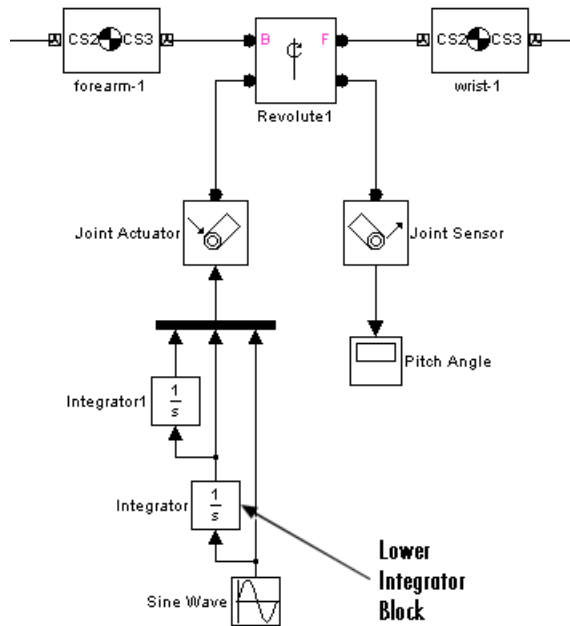 CS2 CS3
B F
CS2 CS3
forearm-1
Revolute1
wrist-1
Joint Actuator
Joint Sensor
Pitch Angle
Integrator1
1
s
Integrator
1
s
Lower
Integrator
Block
Sine Wave